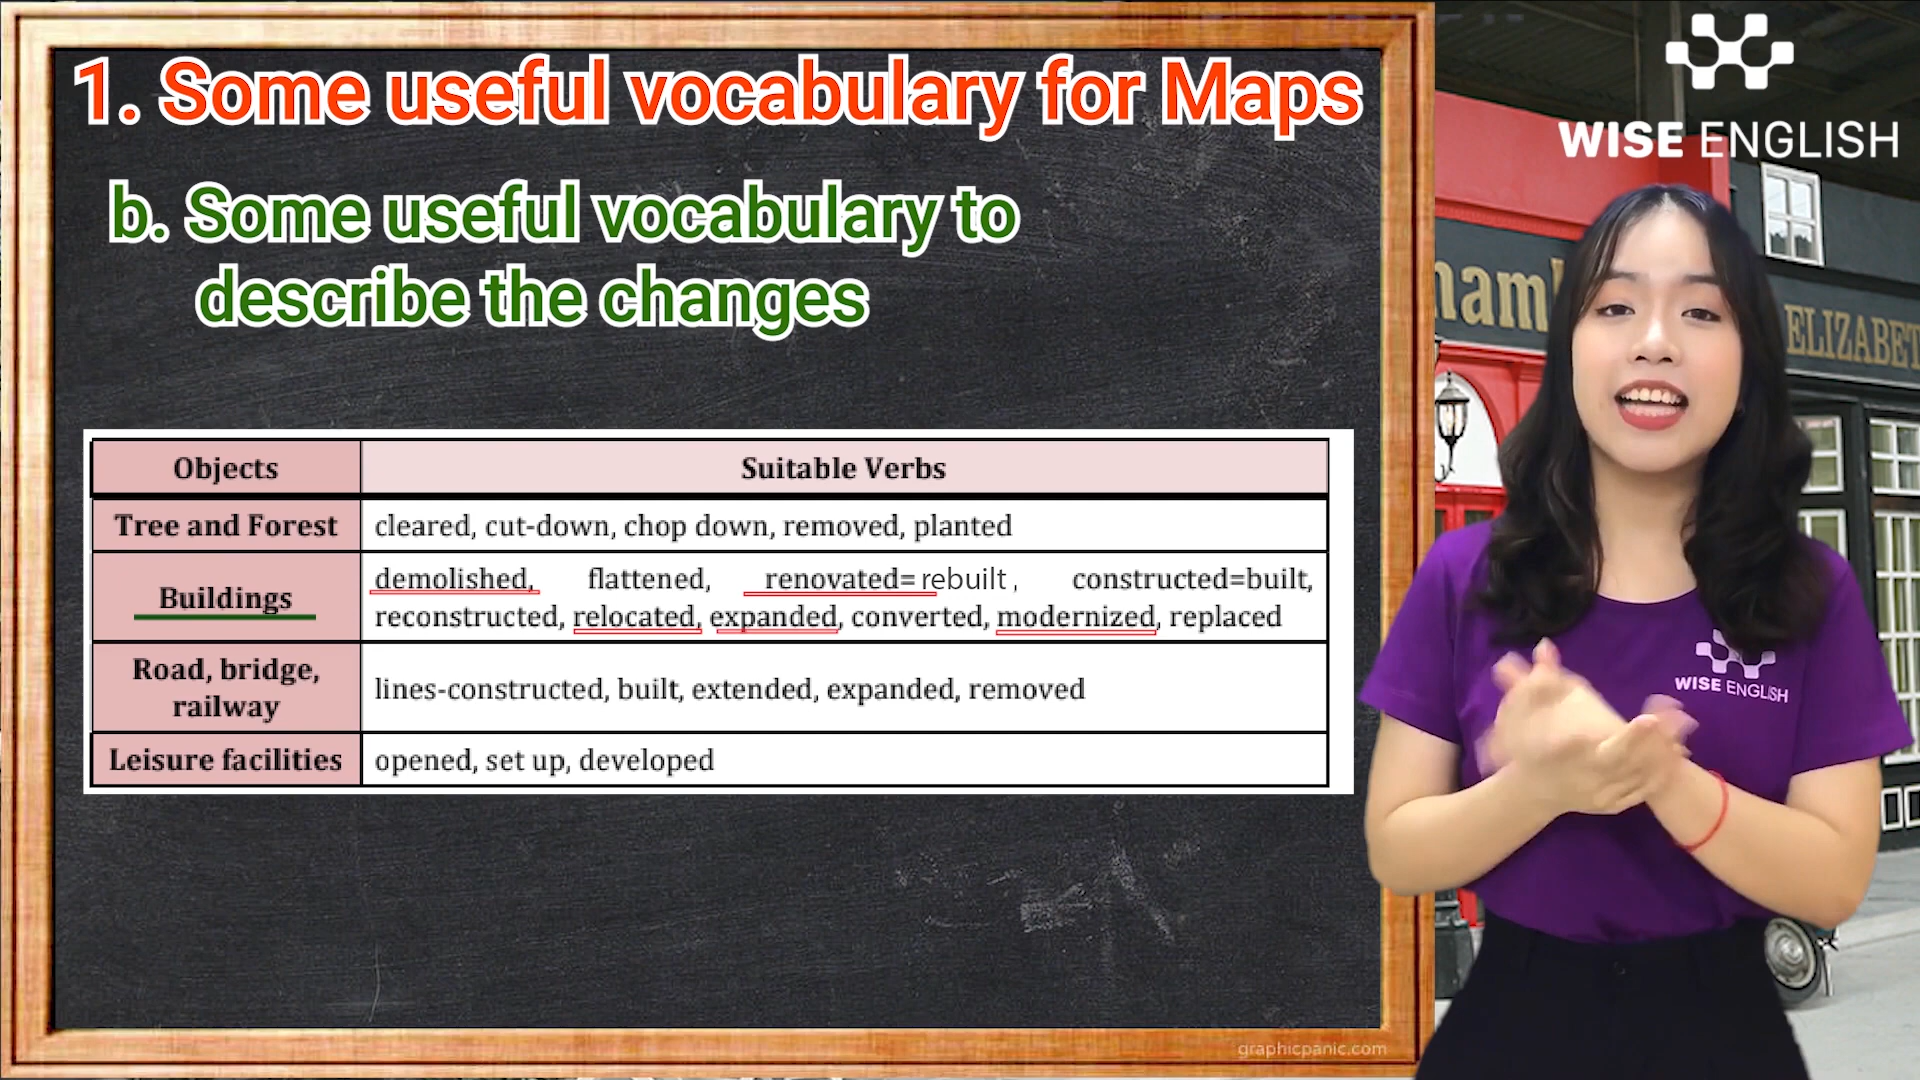 1. Some useful vocabulary for Maps
b. Some useful vocabulary to
describe the changes
Objects Suitable Verbs
Tree and Forest cleared, cut-down, chop down, removed, planted
Buildings demolished, flattened, renovated= rebuilt , constructed=built,
reconstructed, relocated, expanded, converted, modernized, replaced
Road, bridge,
railway
lines-constructed, built, extended, expanded, removed
Leisure facilities opened, set up, developed
graphicpanic.com
WISE ENGLISH
ELIZABET
WISE ENGLISH